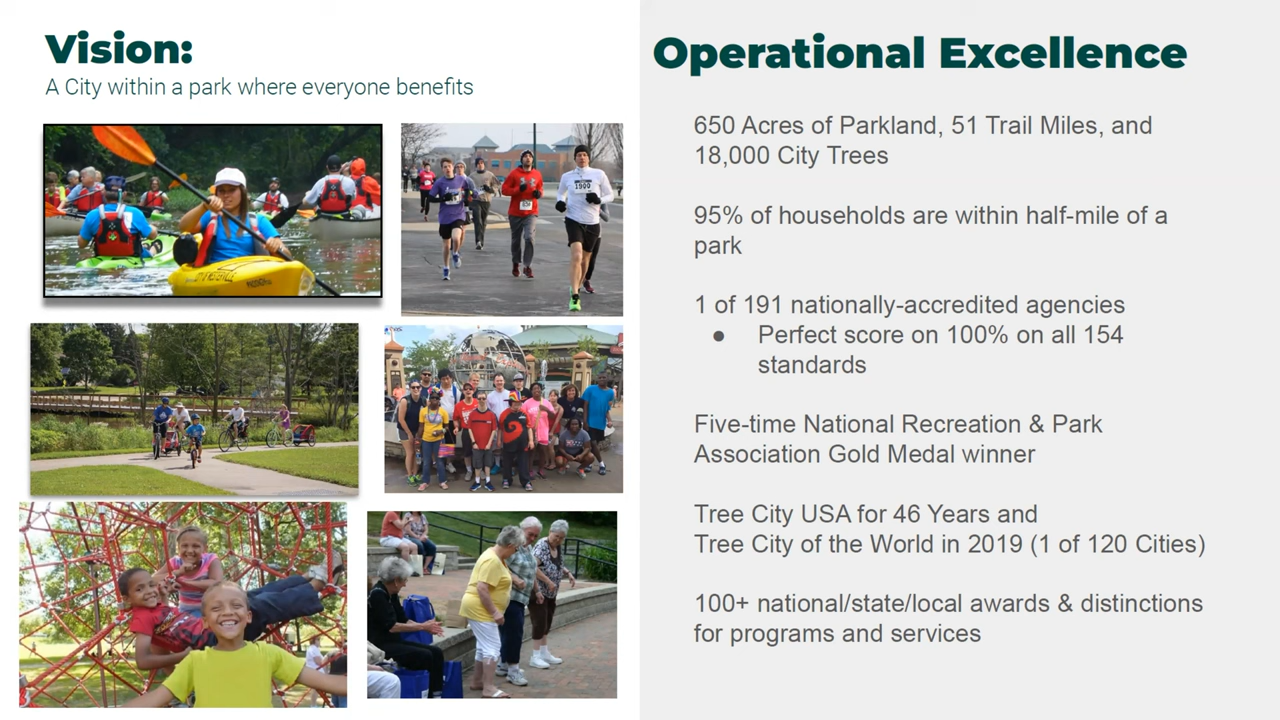 Vision:
A City within a park where everyone benefits
1900
Operational Excellence
650 Acres of Parkland, 51 Trail Miles, and
18,000 City Trees
95% of households are within half-mile of a
park
1 of 191 nationally-accredited agencies
● Perfect score on 100% on all 154
standards
Five-time National Recreation & Park
Association Gold Medal winner
Tree City USA for 46 Years and
Tree City of the World in 2019 (1 of 120 Cities)
100+ national/state/local awards & distinctions
for programs and services